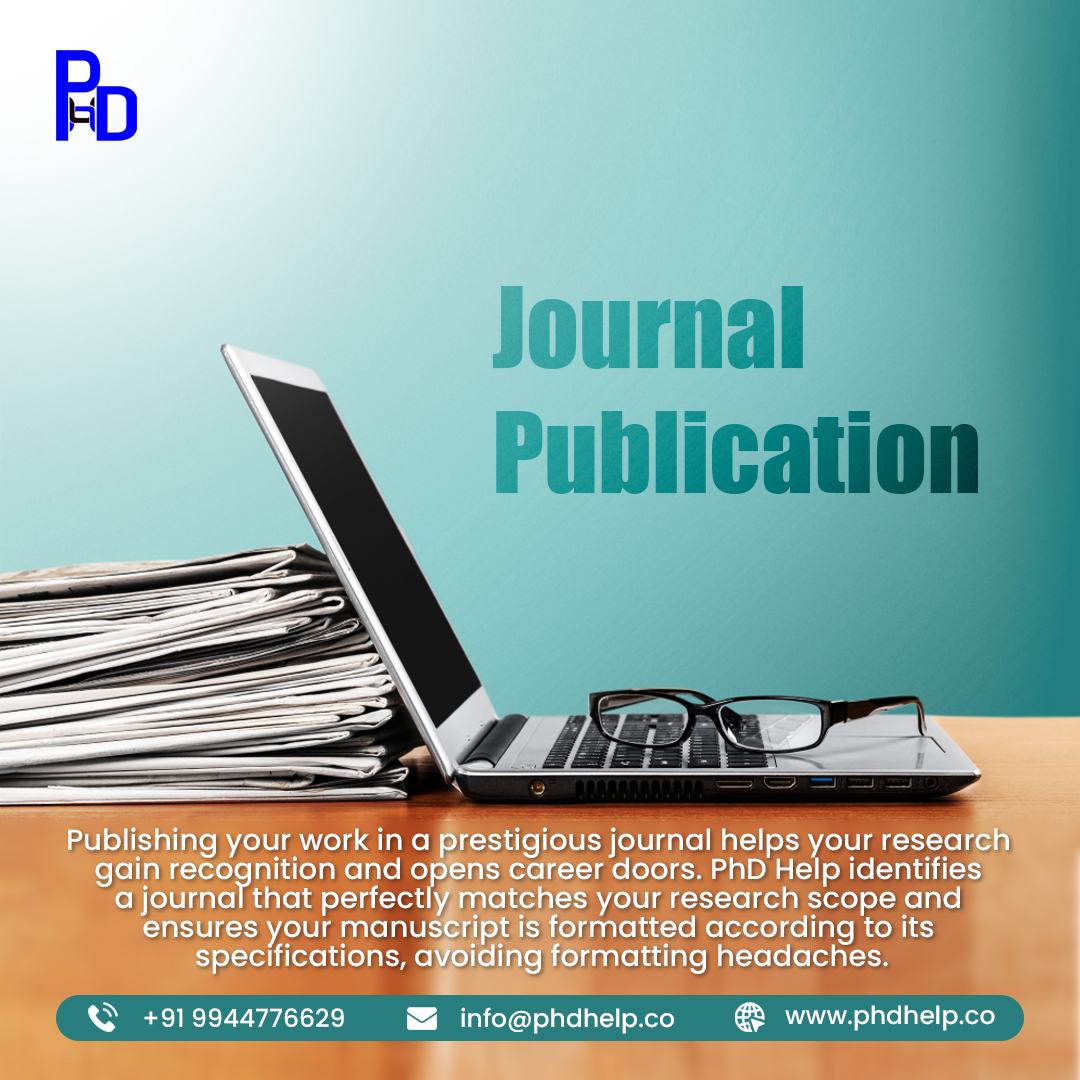 PhD
Journal
Publication
Publishing your work in a prestigious journal helps your research
gain recognition and opens career doors. PhD Help identifies
a journal that perfectly matches your research scope and
ensures your manuscript is formatted according to its
specifications, avoiding formatting headaches.
+91 9944776629
info@phdhelp.co
www.phdhelp.co